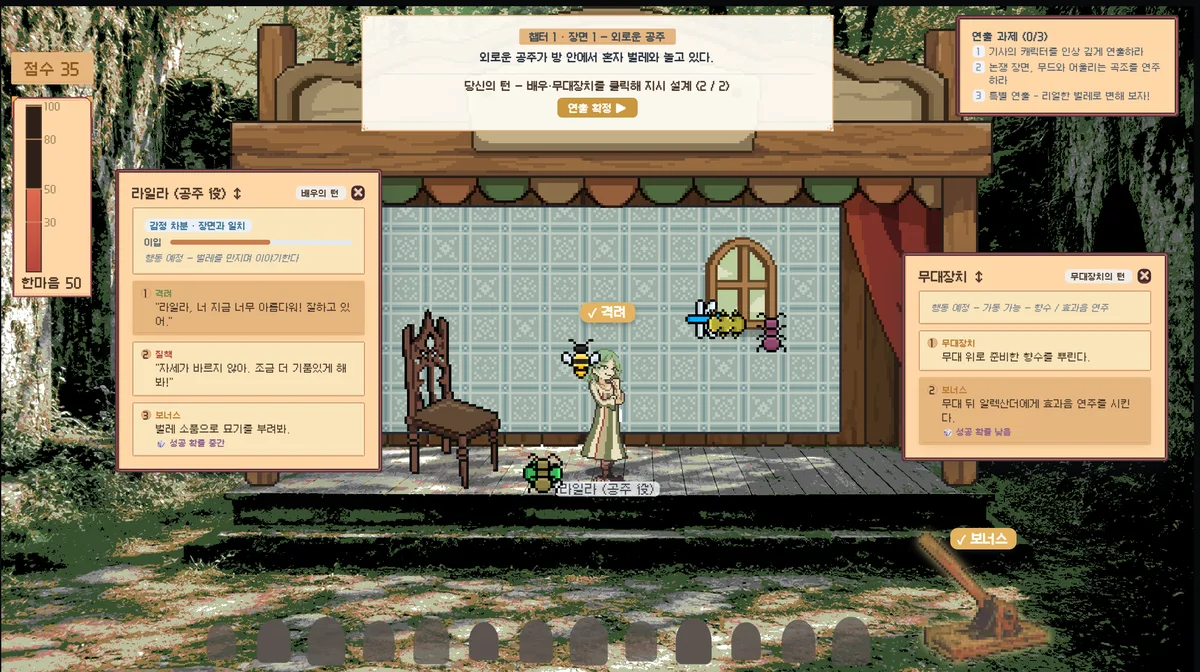 점수 35
100
80
50
30
한마음 50
챕터 1 · 장면 1 – 외로운 공주
외로운 공주가 방 안에서 혼자 벌레와 놀고 있다.
당신의 턴 – 배우·무대장치를 클릭해 지시 설계 (2 / 2)
연출 확정 ▶
연출 과제 (0/3)
1 기사의 캐릭터를 인상 깊게 연출하라
2 논쟁 장면, 무드와 어울리는 곡조를 연주
하라
3 특별 연출 - 리얼한 벌레로 변해 보자!
라일라 (공주 役) ↕
배우의 턴
감정 차분 · 장면과 일치
이입
행동 예정 – 벌레를 만지며 이야기한다
1 격려
"라일라, 너 지금 너무 아름다워! 잘하고 있
어."
2 질책
"자세가 바르지 않아. 조금 더 기품있게 해
봐!"
3 보너스
벌레 소품으로 묘기를 부려봐.
성공 확률 중간
✓ 격려
라일라 (공주 役)
무대장치 ↕
무대장치의 턴
행동 예정 – 가동 가능 – 향수 / 효과음 연주
1 무대장치
무대 위로 준비한 향수를 뿌린다.
2 보너스
무대 뒤 알렉산더에게 효과음 연주를 시킨
다.
성공 확률 낮음
✓ 보너스